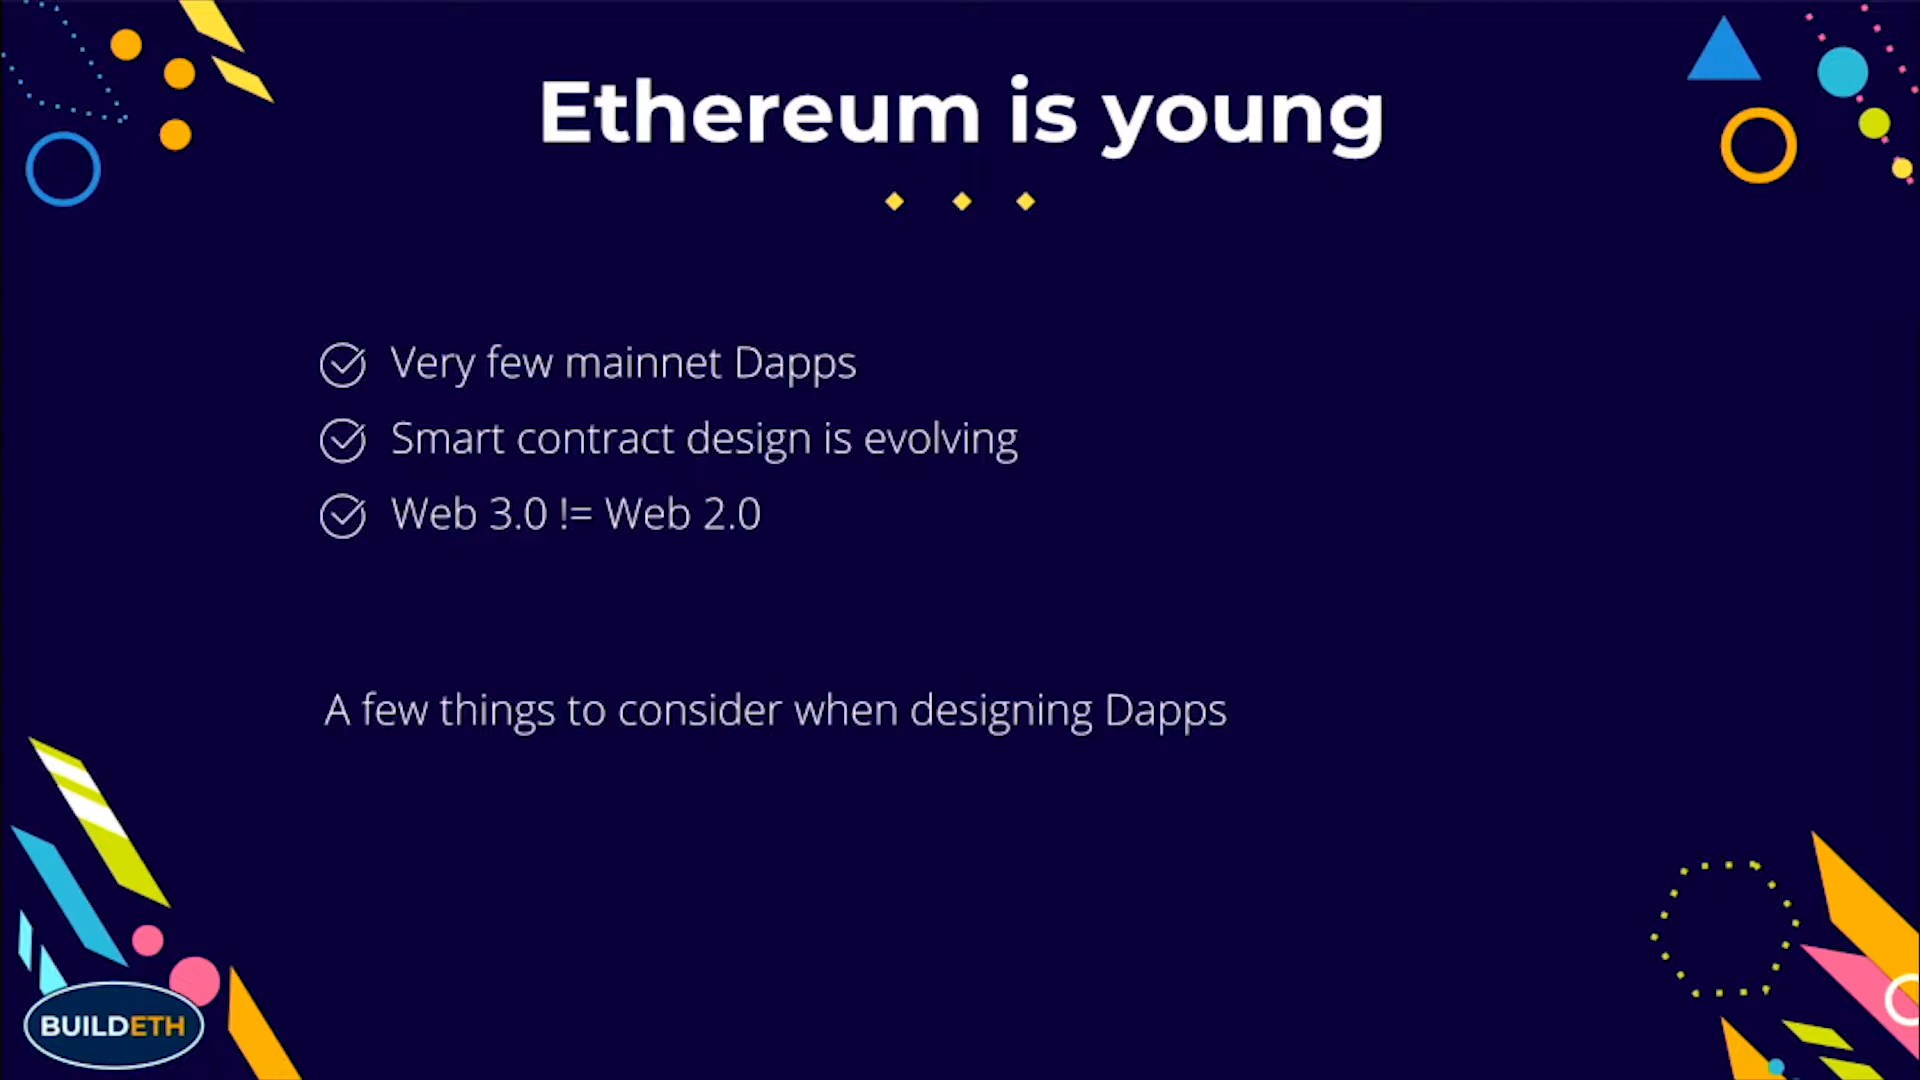 Ethereum is young
Very few mainnet Dapps
Smart contract design is evolving
Web 3.0 != Web 2.0
A few things to consider when designing Dapps
BUILDETH